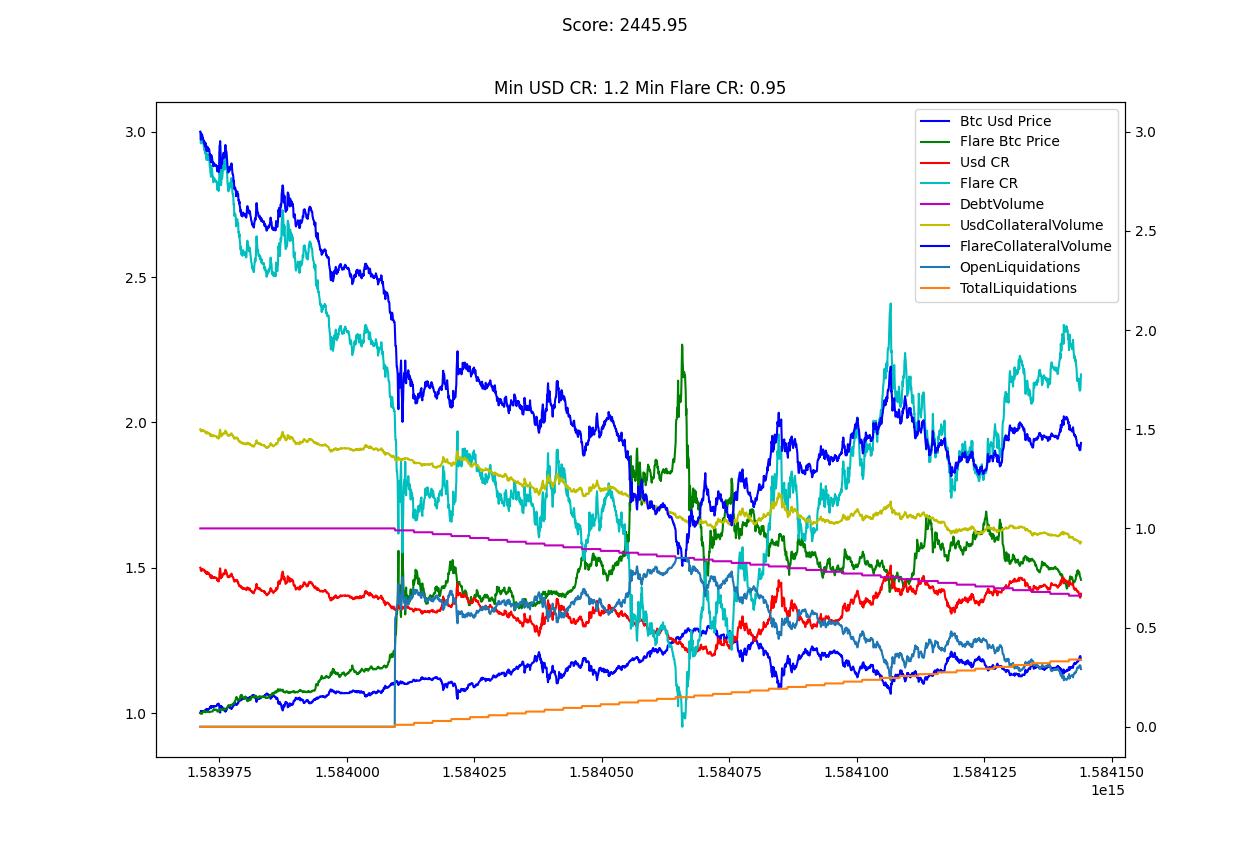 Score: 2445.95
Min USD CR: 1.2 Min Flare CR: 0.95
Btc Usd Price
Flare Btc Price
Usd CR
Flare CR
DebtVolume
UsdCollateralVolume
FlareCollateralVolume
OpenLiquidations
TotalLiquidations
3.0
2.5
2.0
1.5
1.0
3.0
2.5
2.0
1.5
1.0
0.5
0.0
1.583975 1.584000 1.584025 1.584050 1.584075 1.584100 1.584125 1.584150
1e15